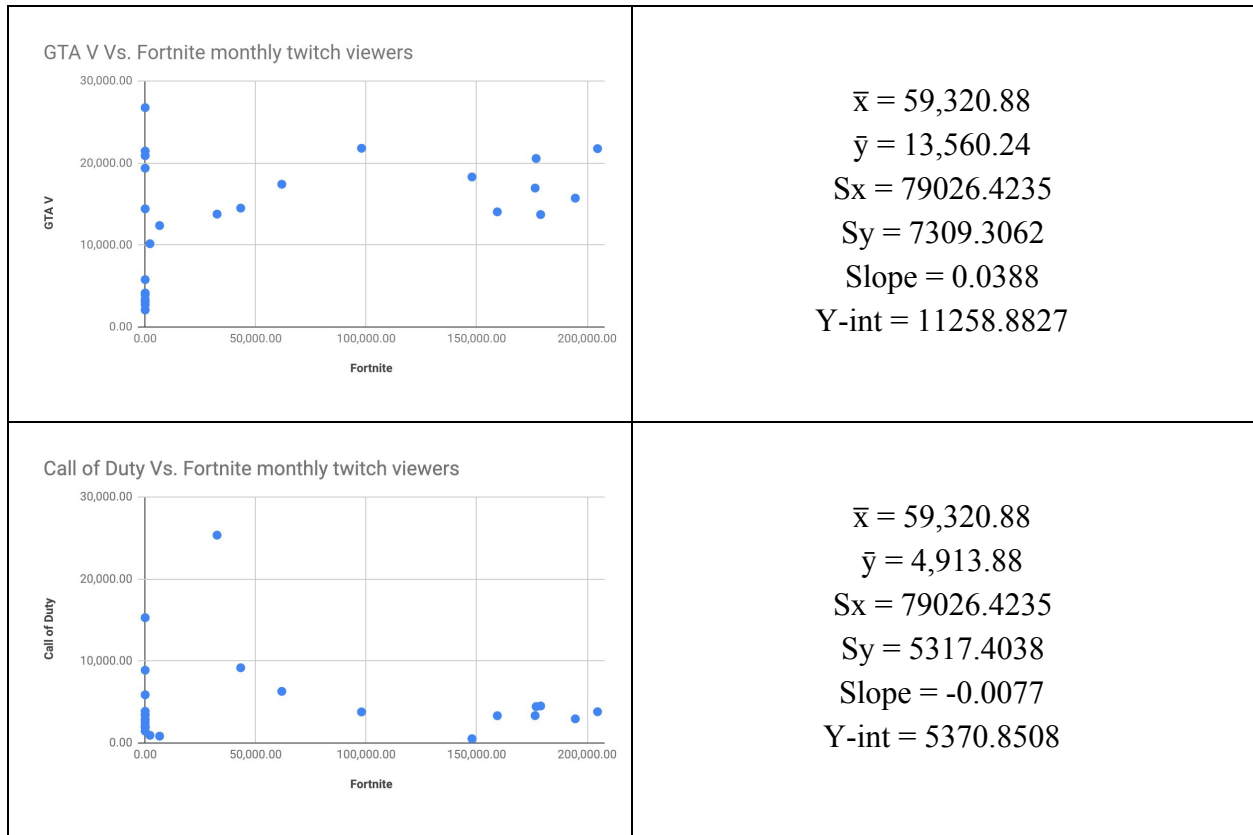 GTA V Vs. Fortnite monthly twitch viewers
30,000.00
20,000.00
10,000.00
0.00
GTA V
0.00 50,000.00 100,000.00 150,000.00 200,000.00
Fortnite
x̅ = 59,320.88
ȳ = 13,560.24
Sx = 79026.4235
Sy = 7309.3062
Slope = 0.0388
Y-int = 11258.8827
Call of Duty Vs. Fortnite monthly twitch viewers
30,000.00
20,000.00
10,000.00
0.00
Call of Duty
0.00 50,000.00 100,000.00 150,000.00 200,000.00
Fortnite
x̅ = 59,320.88
ȳ = 4,913.88
Sx = 79026.4235
Sy = 5317.4038
Slope = -0.0077
Y-int = 5370.8508